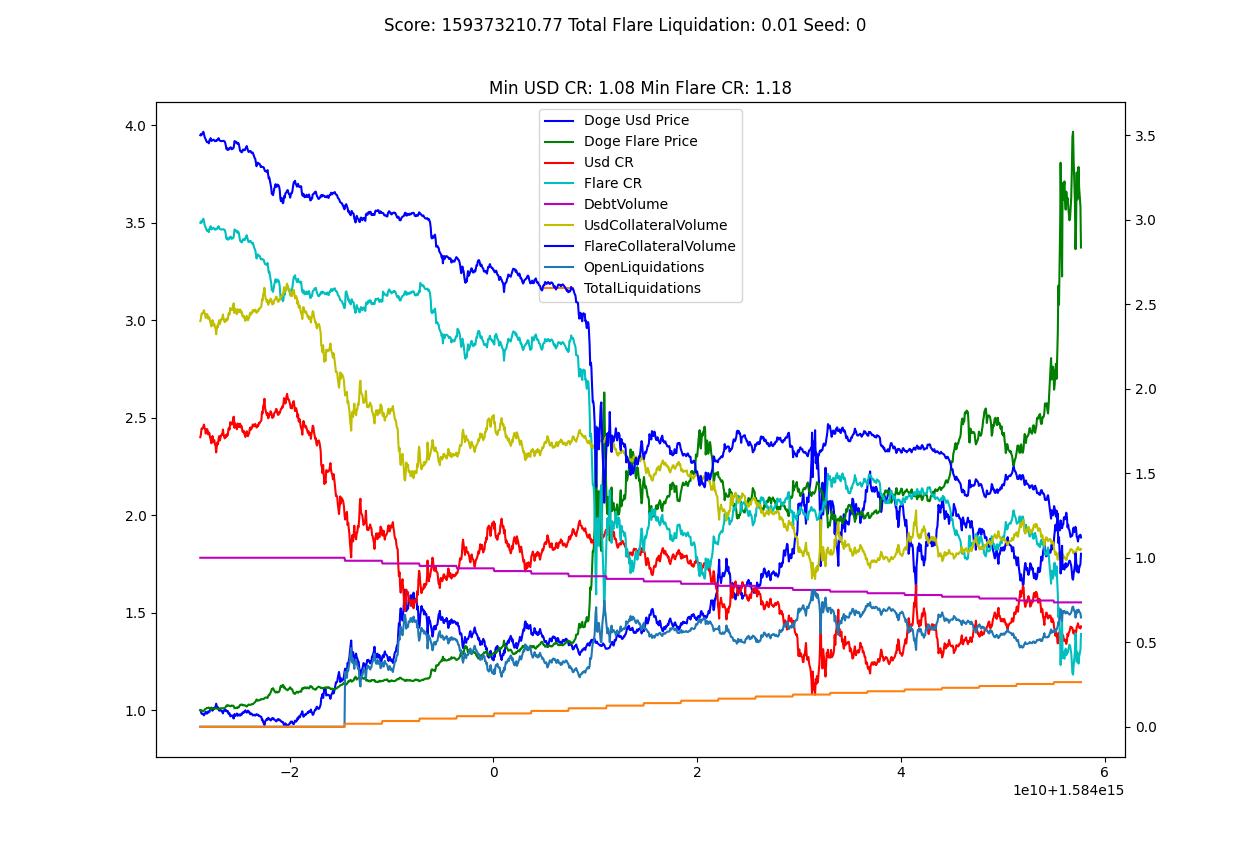 Score: 159373210.77 Total Flare Liquidation: 0.01 Seed: 0
Min USD CR: 1.08 Min Flare CR: 1.18
Doge Usd Price
Doge Flare Price
Usd CR
Flare CR
DebtVolume
UsdCollateralVolume
FlareCollateralVolume
OpenLiquidations
TotalLiquidations
4.0
3.5
3.0
2.5
2.0
1.5
1.0
3.5
3.0
2.5
2.0
1.5
1.0
0.5
0.0
−2 0 2 4 6
1e10+1.584e15